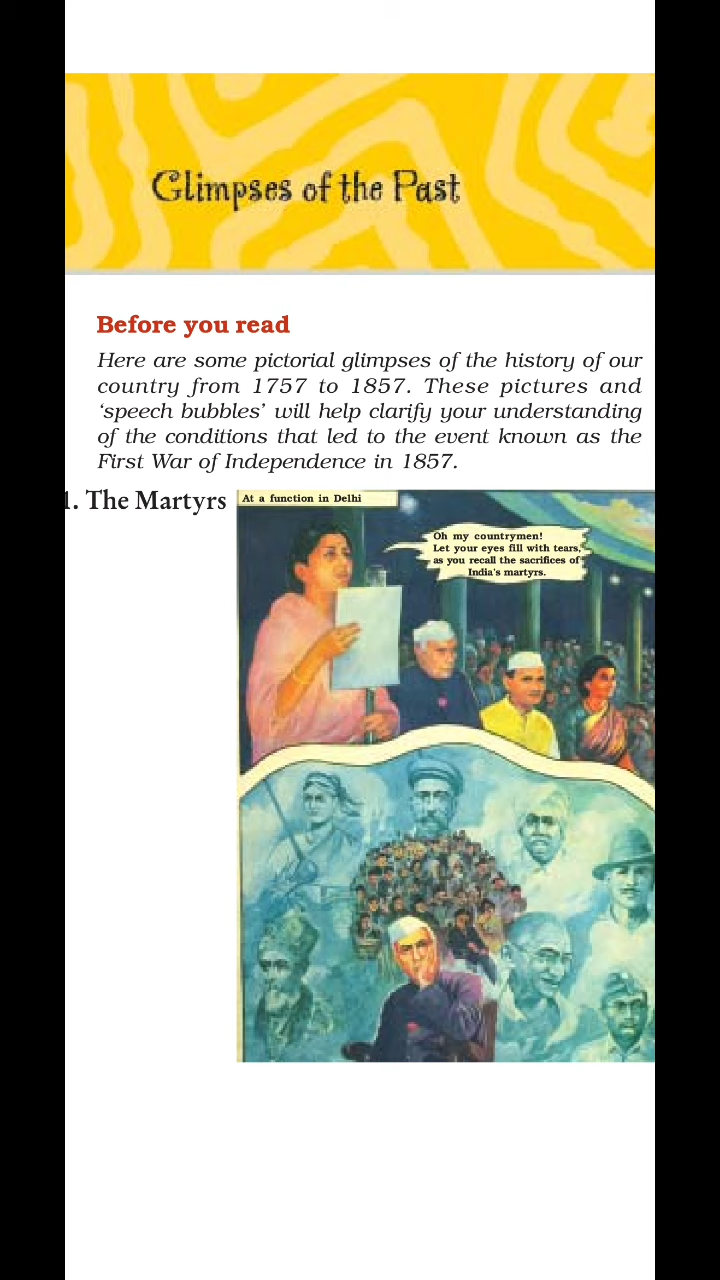 Glimpses of the Past
Before you read
Here are some pictorial glimpses of the history of our
country from 1757 to 1857. These pictures and
‘speech bubbles’ will help clarify your understanding
of the conditions that led to the event known as the
First War of Independence in 1857.
1. The Martyrs
At a function in Delhi
Oh my countrymen!
Let your eyes fill with tears,
as you recall the sacrifices of
India's martyrs.